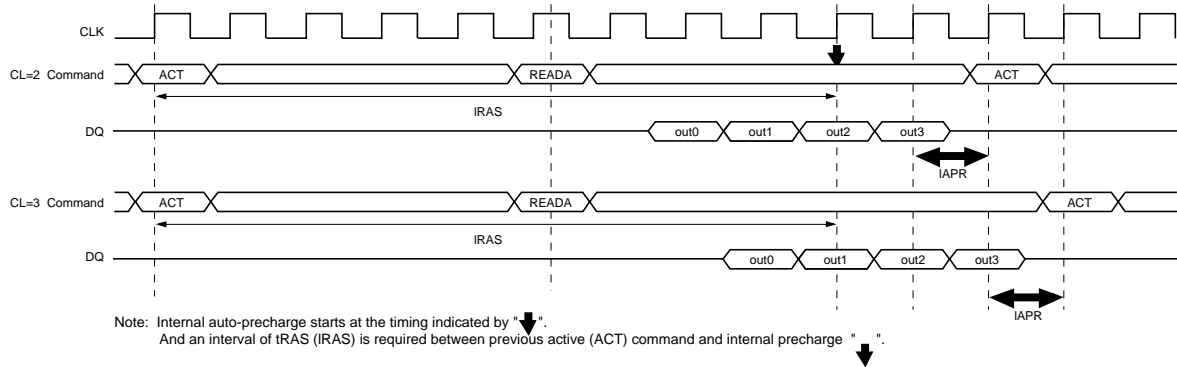 CLK
CL=2 Command ACT READA ACT
lRAS
DQ out0 out1 out2 out3
lAPR
CL=3 Command ACT READA ACT
lRAS
DQ out0 out1 out2 out3
lAPR
Note: Internal auto-precharge starts at the timing indicated by " ".
And an interval of tRAS (lRAS) is required between previous active (ACT) command and internal precharge " ".